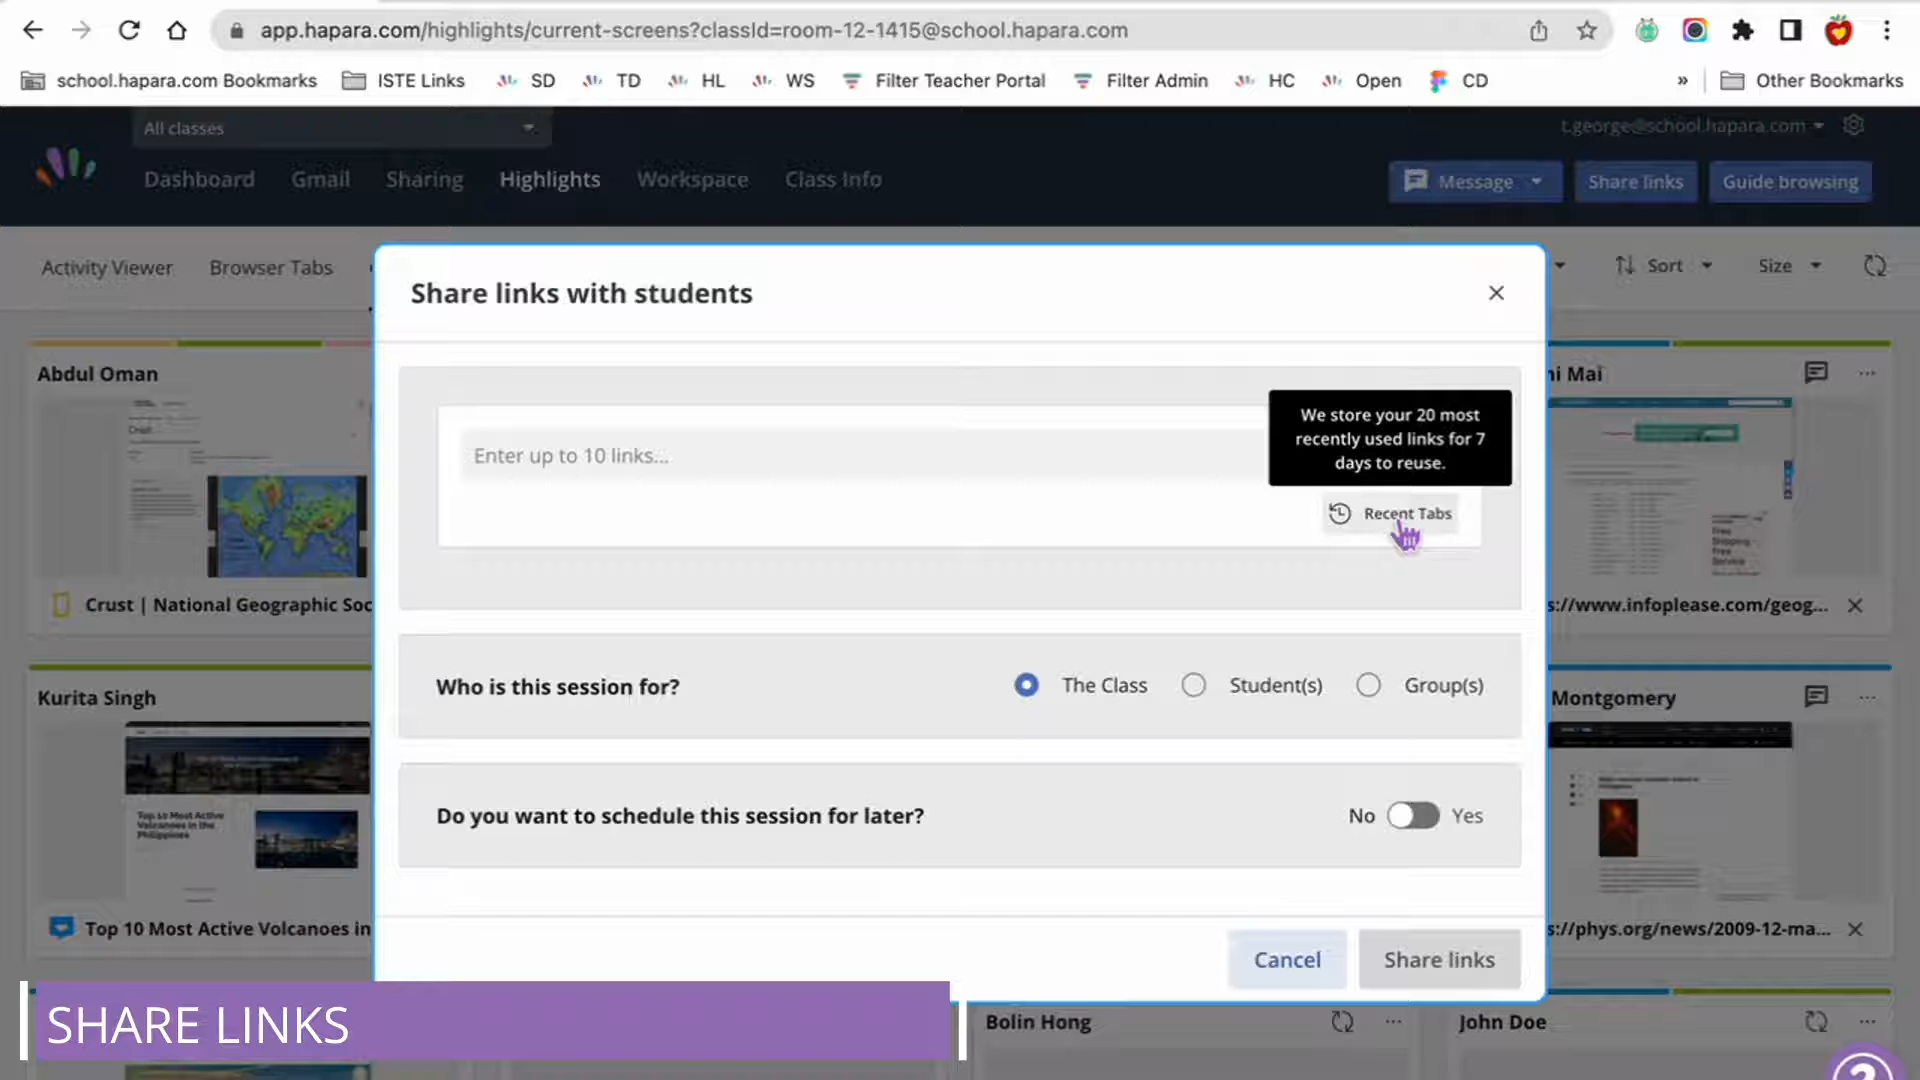 app.hapara.com/highlights/current-screens?classId=room-12-1415@school.hapara.com
school.hapara.com Bookmarks ISTE Links SD TD HL WS Filter Teacher Portal Filter Admin HC Open CD » Other Bookmarks
All classes
t.george@school.hapara.com
Dashboard Gmail Sharing Highlights Workspace Class Info
Message Share links Guide browsing
Activity Viewer Browser Tabs
Sort Size
Share links with students
Abdul Oman
ni Mai
We store your 20 most
recently used links for 7
days to reuse.
Enter up to 10 links...
Recent Tabs
Crust
Free
Shipping
Free
Service
Crust | National Geographic Soc
s://www.infoplease.com/geog...
Who is this session for?
The Class Student(s) Group(s)
Kurita Singh
Montgomery
Top 10 Most Active
Volcanoes in the
Philippines
Do you want to schedule this session for later?
No Yes
Top 10 Most Active Volcanoes in
s://phys.org/news/2009-12-ma...
Cancel Share links
SHARE LINKS
Bolin Hong
John Doe
?